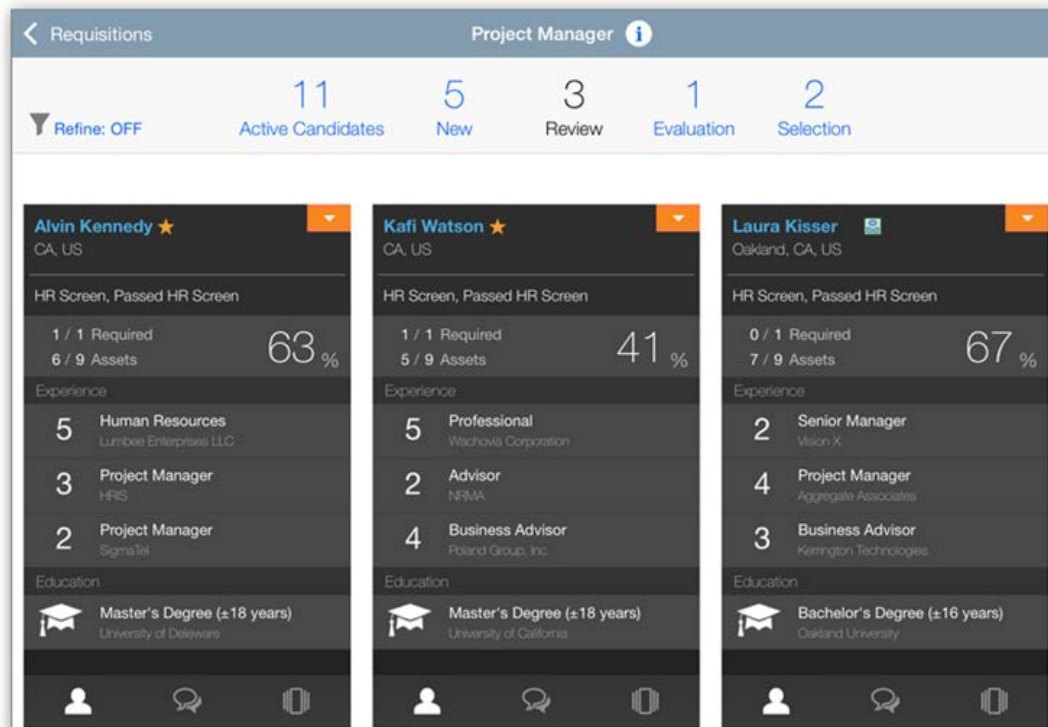 Requisitions
Project Manager i
11
Active Candidates
5
New
3
Review
1
Evaluation
2
Selection
Refine: OFF
Alvin Kennedy
CA, US
HR Screen, Passed HR Screen
1 / 1 Required
6 / 9 Assets
63 %
Experience
5 Human Resources
Lumbee Enterprises LLC
3 Project Manager
HRIS
2 Project Manager
SigmaTel
Education
Master's Degree (±18 years)
University of Deleware
Kafi Watson
CA, US
HR Screen, Passed HR Screen
1 / 1 Required
5 / 9 Assets
41 %
Experience
5 Professional
Wachovia Corporation
2 Advisor
NRMA
4 Business Advisor
Poland Group, Inc
Education
Master's Degree (±18 years)
University of California
Laura Kisser
Oakland, CA, US
HR Screen, Passed HR Screen
0 / 1 Required
7 / 9 Assets
67 %
Experience
2 Senior Manager
Vision X
4 Project Manager
Aggregate Associates
3 Business Advisor
Kerrington Technologies
Education
Bachelor's Degree (±16 years)
Oakland University